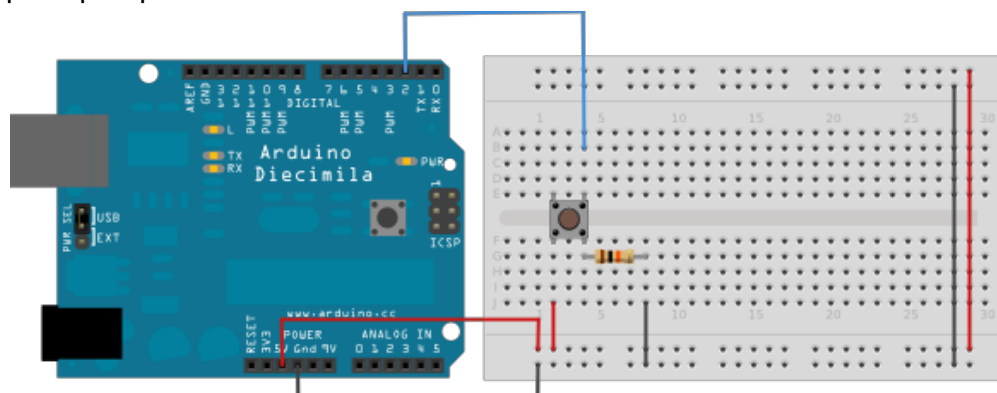 AREF
GND
13
12
11
10
9
8
7
6
5
4
3
2
1
0
DIGITAL
PWM
PWM
PWM
PWM
PWM
PWM
TX
RX
L
TX
RX
Arduino
Diecimila
PWR
1
ICSP
PWR SEL
USB
EXT
www.arduino.cc
RESET
3V3
5V Gnd 9V
POWER
ANALOG IN
0 1 2 3 4 5
1 5 10 15 20 25 30
A
B
C
D
E
F
G
H
I
J
1 5 10 15 20 25 30